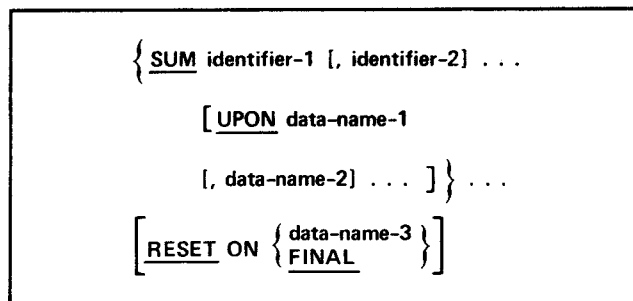 { SUM identifier-1 [, identifier-2] . . .
[ UPON data-name-1
[, data-name-2] . . . ] } . . .
[ RESET ON { data-name-3
FINAL } ]